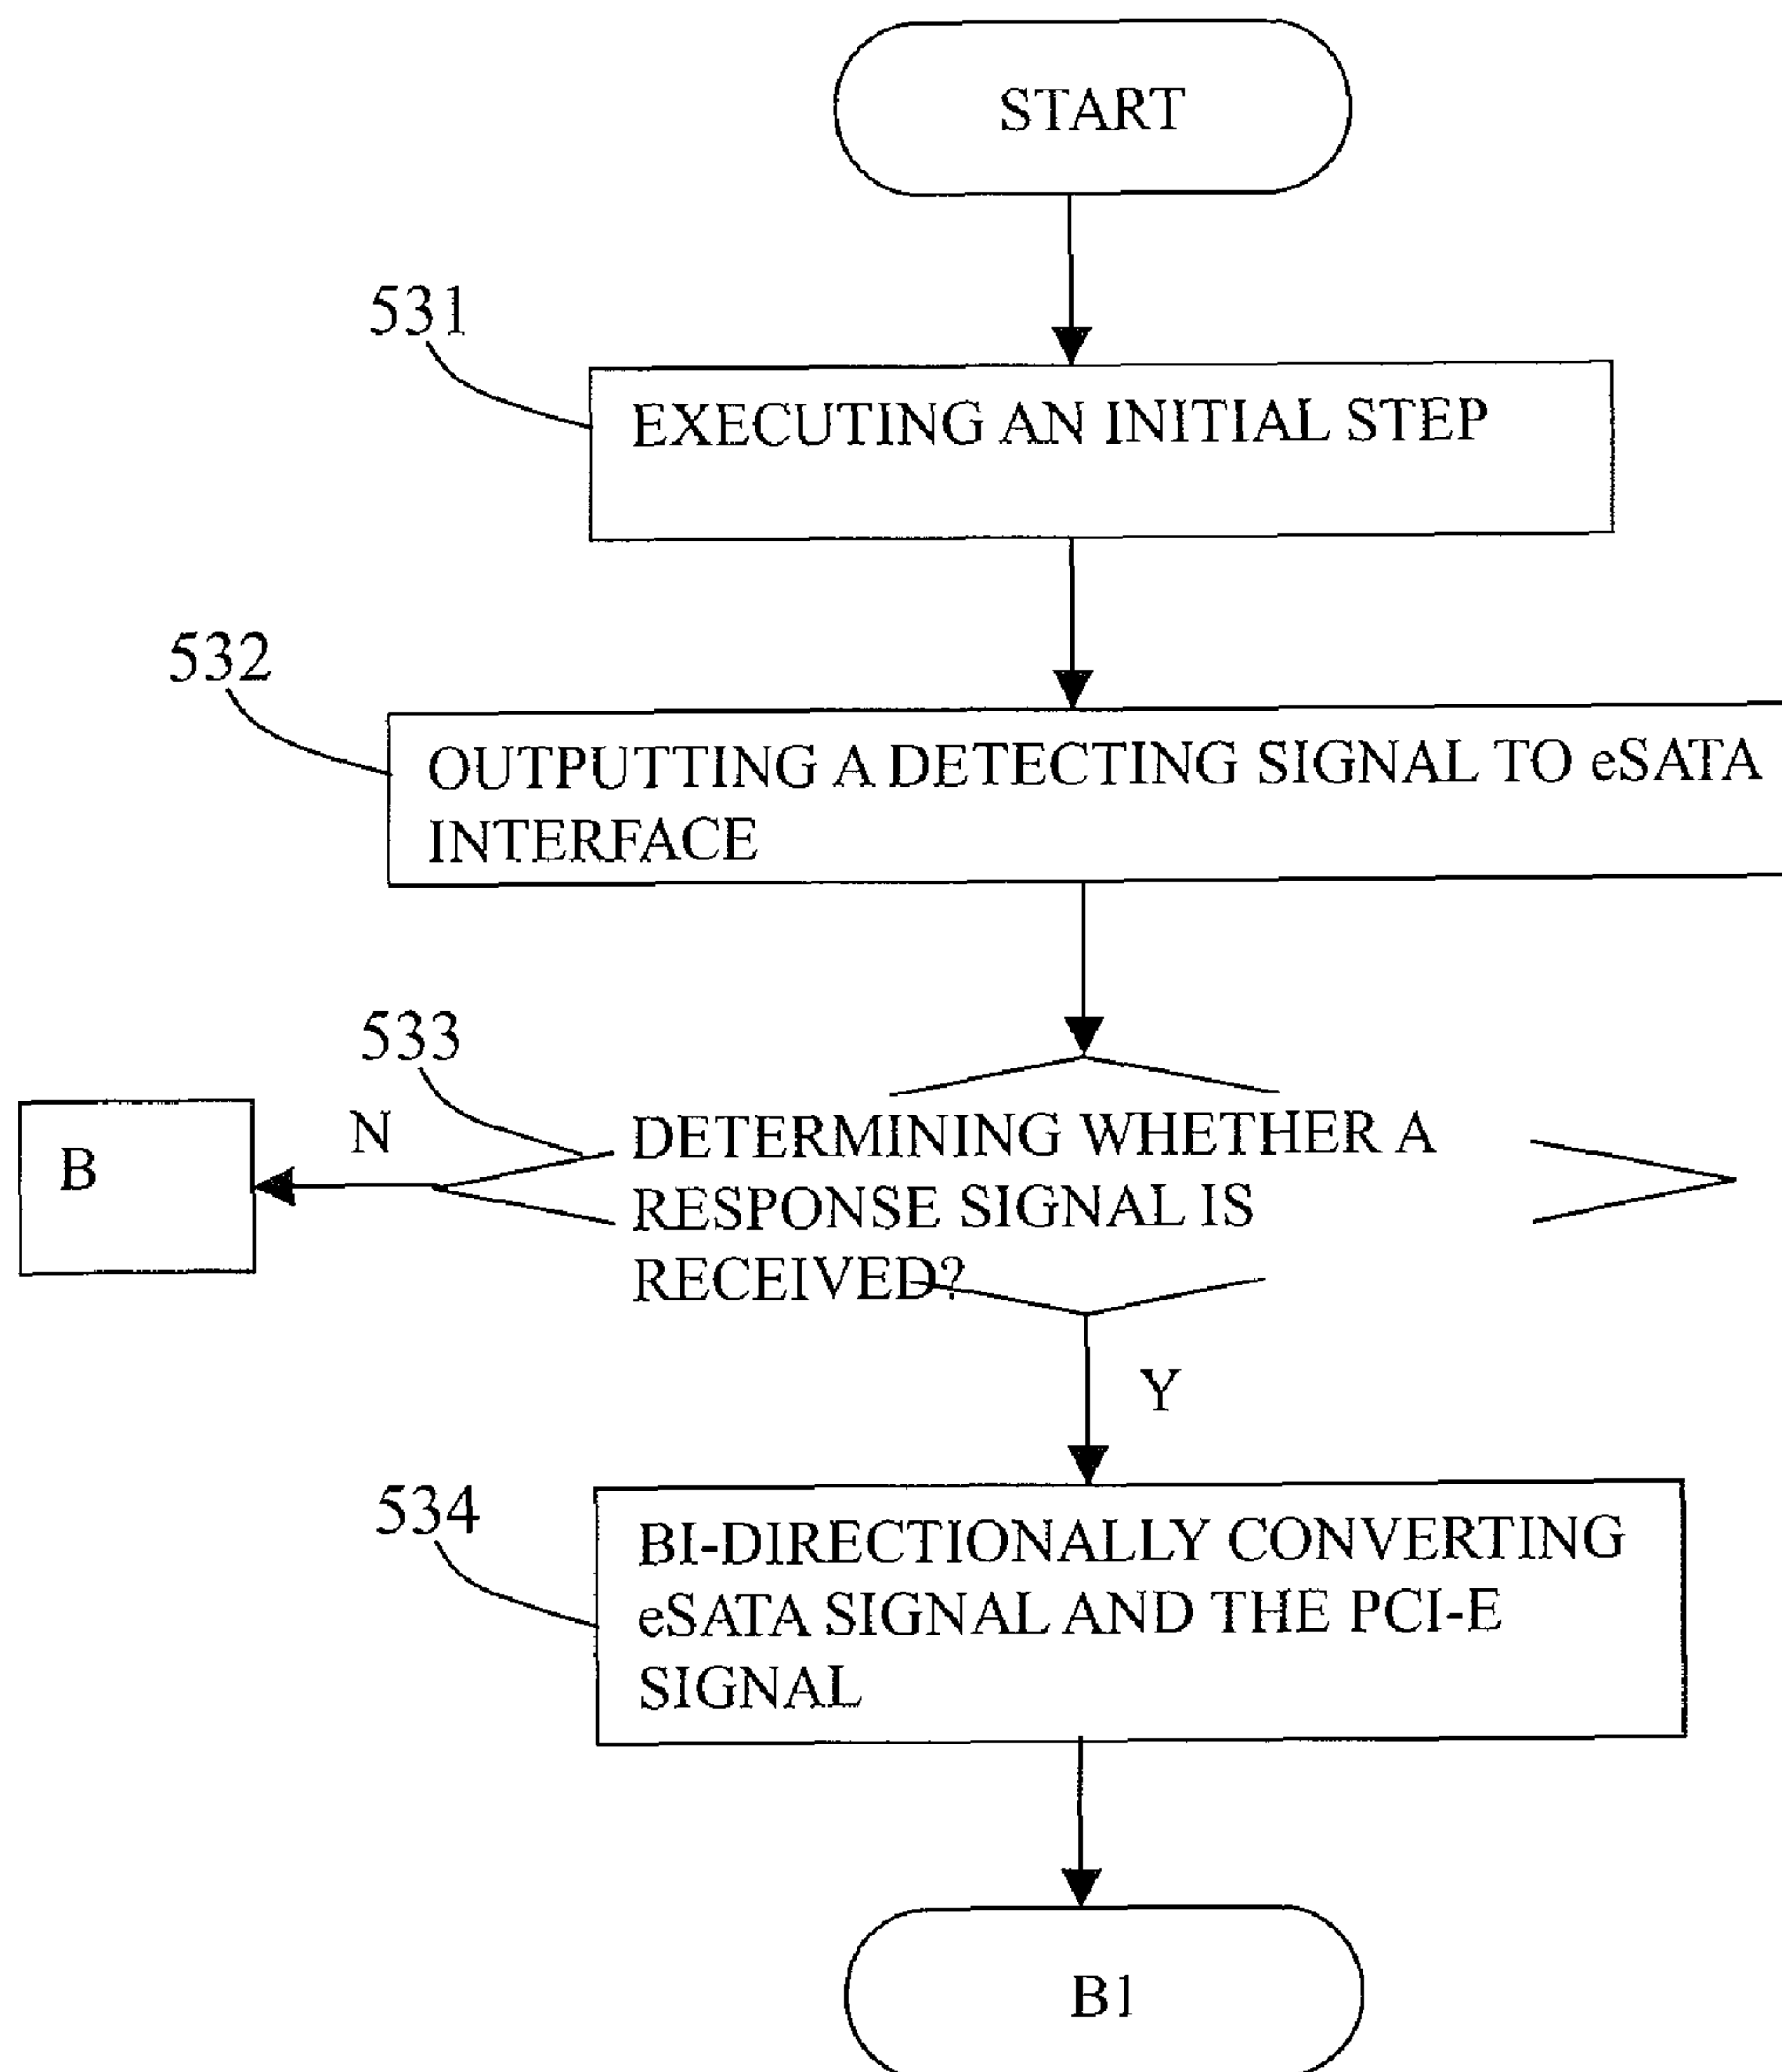 START
531
EXECUTING AN INITIAL STEP
532
OUTPUTTING A DETECTING SIGNAL TO eSATA
INTERFACE
533
B
N
DETERMINING WHETHER A
RESPONSE SIGNAL IS
RECEIVED?
Y
534
BI-DIRECTIONALLY CONVERTING
eSATA SIGNAL AND THE PCI-E
SIGNAL
B1